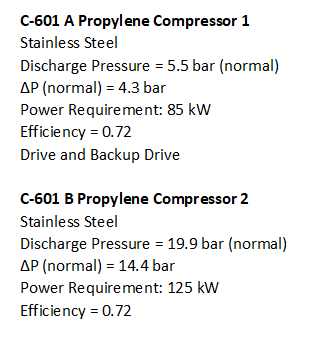 C-601 A Propylene Compressor 1
Stainless Steel
Discharge Pressure = 5.5 bar (normal)
ΔP (normal) = 4.3 bar
Power Requirement: 85 kW
Efficiency = 0.72
Drive and Backup Drive
C-601 B Propylene Compressor 2
Stainless Steel
Discharge Pressure = 19.9 bar (normal)
ΔP (normal) = 14.4 bar
Power Requirement: 125 kW
Efficiency = 0.72